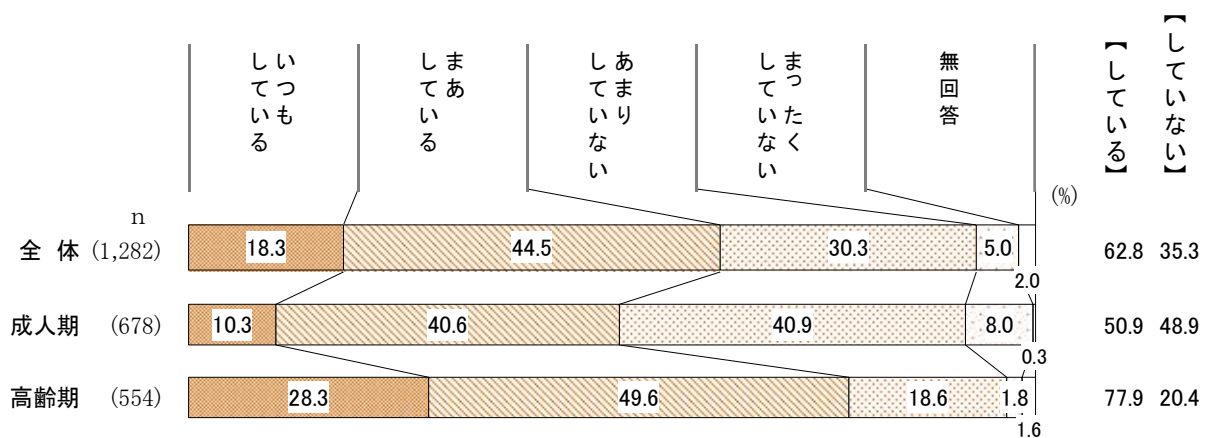 いつも
している
まあ
している
あまり
していない
まったく
していない
無回答
【している】
【していない】
(%)
n
全 体 (1,282) 18.3 44.5 30.3 5.0 2.0 62.8 35.3
成人期 (678) 10.3 40.6 40.9 8.0 0.3 50.9 48.9
高齢期 (554) 28.3 49.6 18.6 1.8 1.6 77.9 20.4